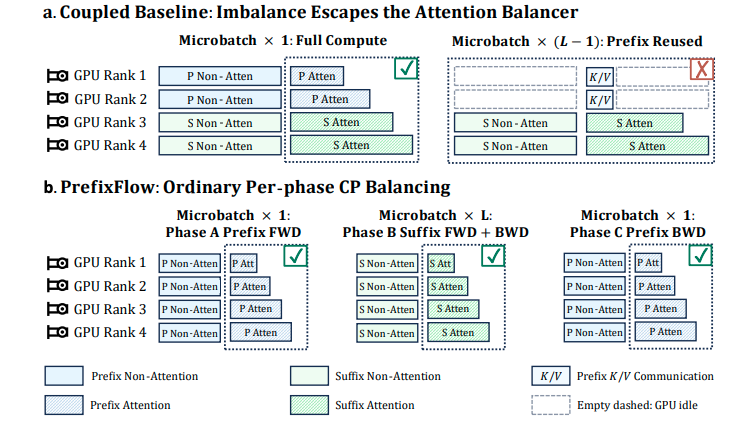 a. Coupled Baseline: Imbalance Escapes the Attention Balancer
Microbatch × 1: Full Compute
Microbatch × (L − 1): Prefix Reused
GPU Rank 1
P Non-Atten
P Atten
K/V
GPU Rank 2
P Non-Atten
P Atten
K/V
GPU Rank 3
S Non-Atten
S Atten
S Non-Atten
S Atten
GPU Rank 4
S Non-Atten
S Atten
S Non-Atten
S Atten
b. PrefixFlow: Ordinary Per-phase CP Balancing
Microbatch × 1:
Phase A Prefix FWD
Microbatch × L:
Phase B Suffix FWD + BWD
Microbatch × 1:
Phase C Prefix BWD
GPU Rank 1
P Non-Atten
P Att
S Non-Atten
S Att
P Non-Atten
P Att
GPU Rank 2
P Non-Atten
P Atten
S Non-Atten
S Atten
P Non-Atten
P Atten
GPU Rank 3
P Non-Atten
P Atten
S Non-Atten
S Atten
P Non-Atten
P Atten
GPU Rank 4
P Non-Atten
P Atten
S Non-Atten
S Atten
P Non-Atten
P Atten
Prefix Non-Attention
Suffix Non-Attention
K/V
Prefix K/V Communication
Prefix Attention
Suffix Attention
Empty dashed: GPU idle